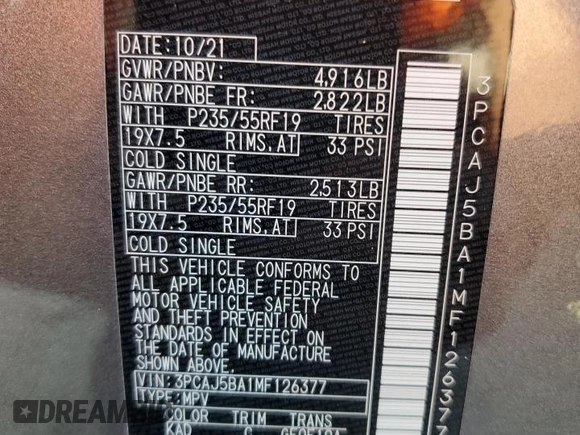 DATE: 10/21
GVWR/PNBV: 4,916LB
GAWR/PNBE FR: 2,822LB
WITH P235/55RF19 TIRES
19X7.5 RIMS, AT 33 PSI
COLD SINGLE
GAWR/PNBE RR: 2,513LB
WITH P235/55RF19 TIRES
19X7.5 RIMS, AT 33 PSI
COLD SINGLE
THIS VEHICLE CONFORMS TO
ALL APPLICABLE FEDERAL
MOTOR VEHICLE SAFETY
AND THEFT PREVENTION
STANDARDS IN EFFECT ON
THE DATE OF MANUFACTURE
SHOWN ABOVE.
VIN: 3PCAJ5BA1MF126377
TYPE: MPV
COLOR TRIM TRANS
KAD G
3PCAJ5BA1MF126377